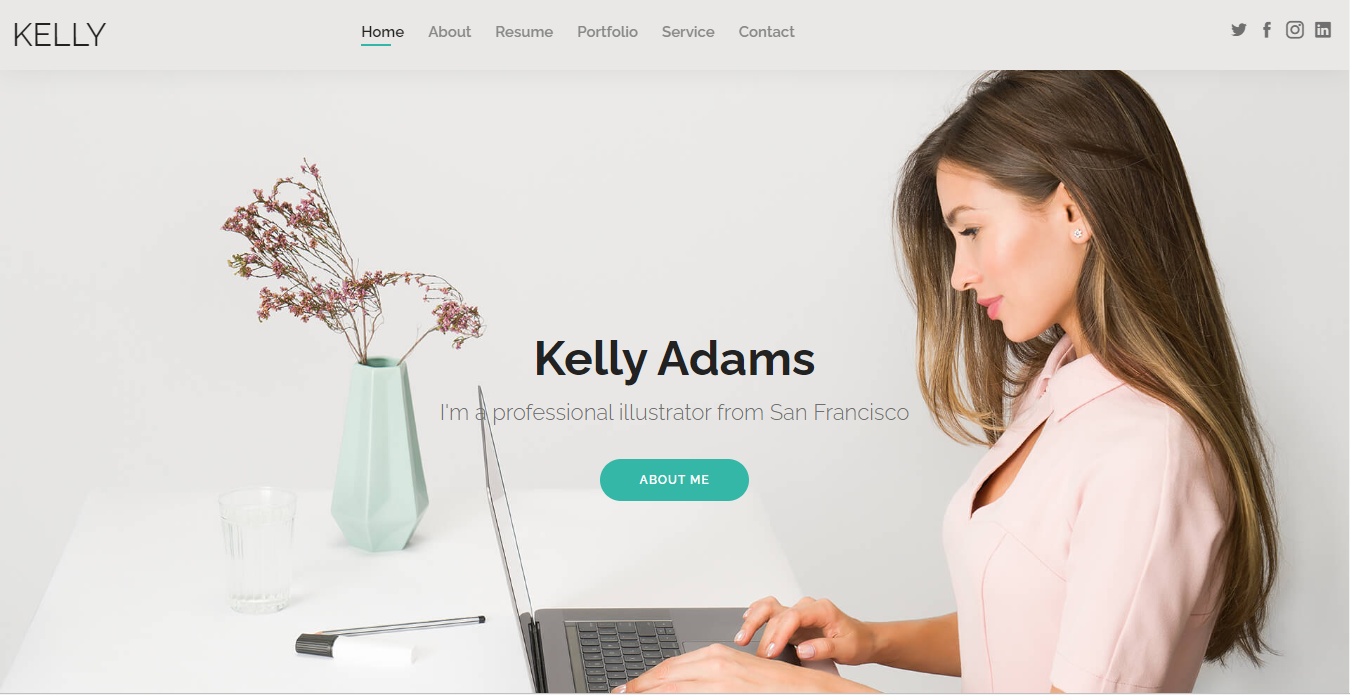 KELLY
Home About Resume Portfolio Service Contact
Kelly Adams
I'm a professional illustrator from San Francisco
ABOUT ME